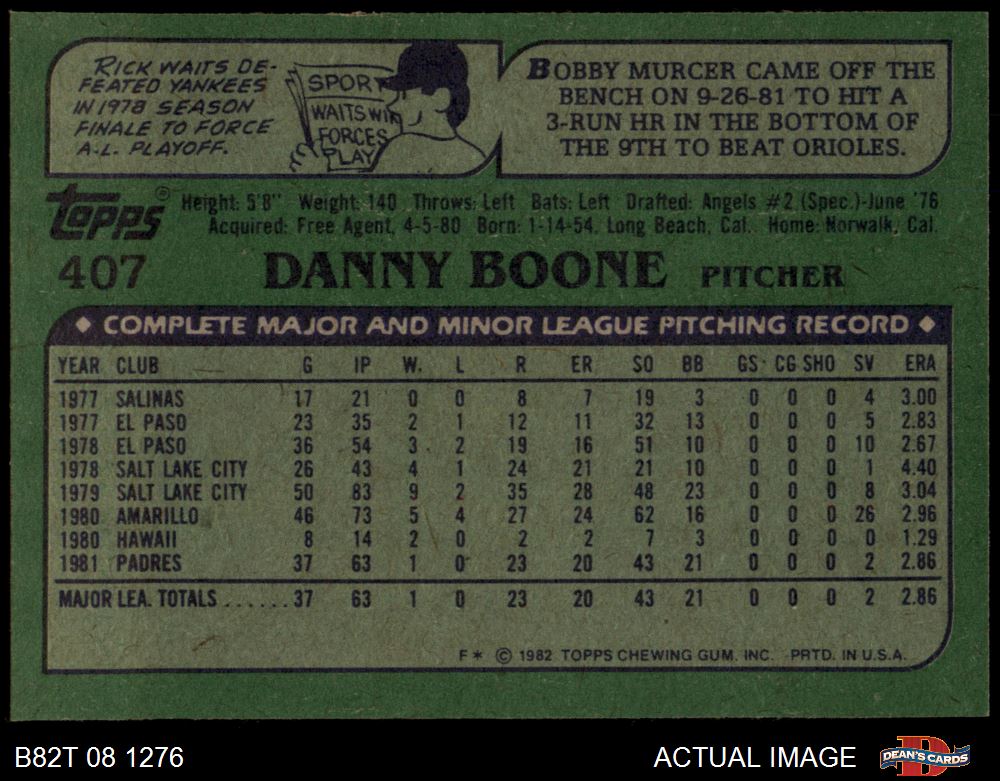 RICK WAITS DE-
FEATED YANKEES
IN 1978 SEASON
FINALE TO FORCE
A.L. PLAYOFF.
SPORT
WAITS WIN
FORCES
PLAY
BOBBY MURCER CAME OFF THE
BENCH ON 9-26-81 TO HIT A
3-RUN HR IN THE BOTTOM OF
THE 9TH TO BEAT ORIOLES.
TOPPS®
Height: 5'8" Weight: 140 Throws: Left Bats: Left Drafted: Angels #2 (Spec.)-June '76
Acquired: Free Agent, 4-5-80 Born: 1-14-54, Long Beach, Cal. Home: Norwalk, Cal.
407 DANNY BOONE PITCHER
◆ COMPLETE MAJOR AND MINOR LEAGUE PITCHING RECORD ◆
YEAR CLUB G IP W. L R ER SO BB GS CG SHO SV ERA
1977 SALINAS 17 21 0 0 8 7 19 3 0 0 0 4 3.00
1977 EL PASO 23 35 2 1 12 11 32 13 0 0 0 5 2.83
1978 EL PASO 36 54 3 2 19 16 51 10 0 0 0 10 2.67
1978 SALT LAKE CITY 26 43 4 1 24 21 21 10 0 0 0 1 4.40
1979 SALT LAKE CITY 50 83 9 2 35 28 48 23 0 0 0 8 3.04
1980 AMARILLO 46 73 5 4 27 24 62 16 0 0 0 26 2.96
1980 HAWAII 8 14 2 0 2 2 7 3 0 0 0 0 1.29
1981 PADRES 37 63 1 0 23 20 43 21 0 0 0 2 2.86
MAJOR LEA. TOTALS ......37 63 1 0 23 20 43 21 0 0 0 2 2.86
F* © 1982 TOPPS CHEWING GUM, INC. PRTD. IN U.S.A.
B82T 08 1276 ACTUAL IMAGE DEAN'S CARDS